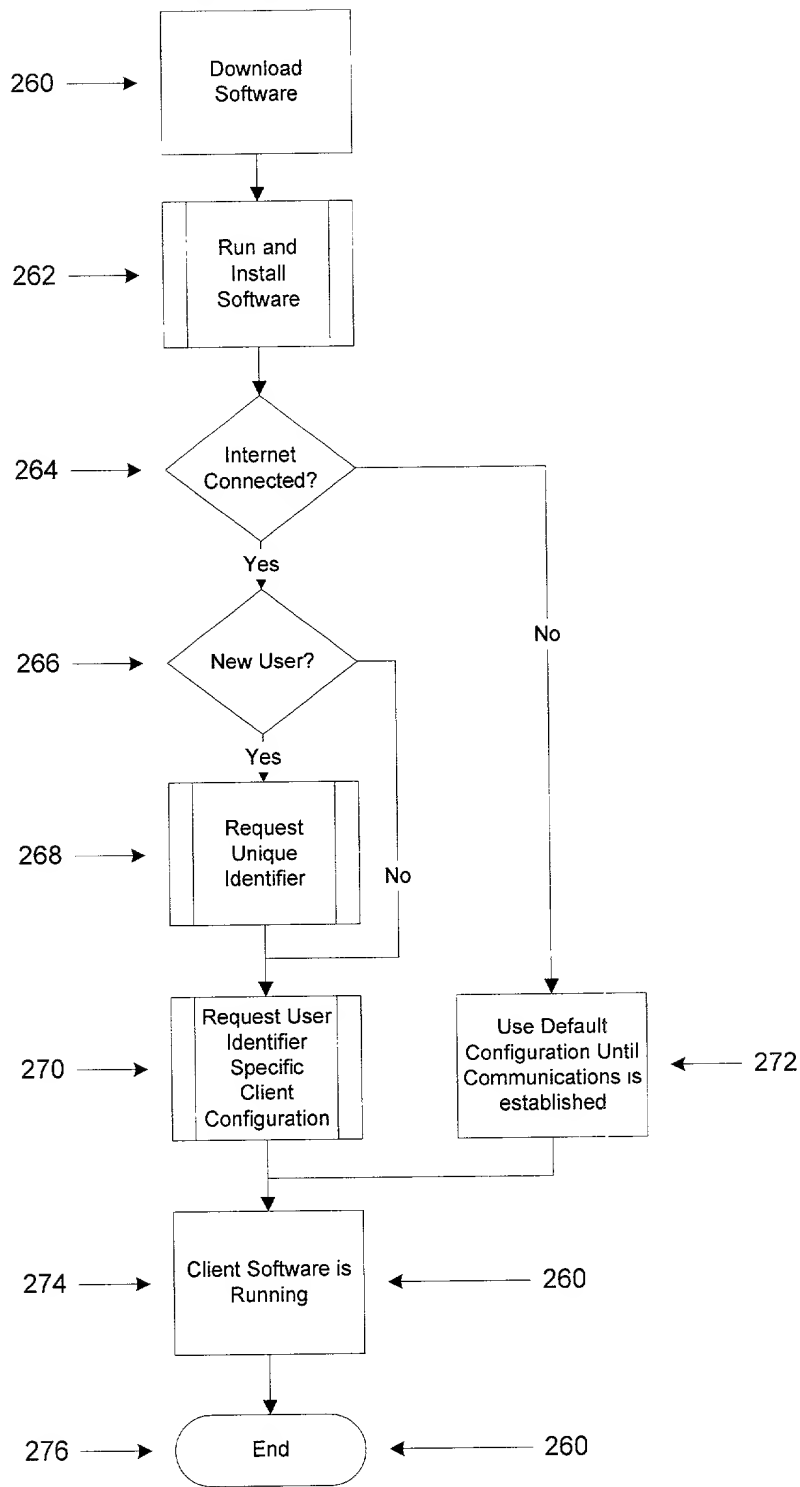 260
Download
Software
262
Run and
Install
Software
264
Internet
Connected?
Yes
No
266
New User?
Yes
No
268
Request
Unique
Identifier
270
Request User
Identifier
Specific
Client
Configuration
Use Default
Configuration Until
Communications is
established
272
274
Client Software is
Running
260
276
End
260